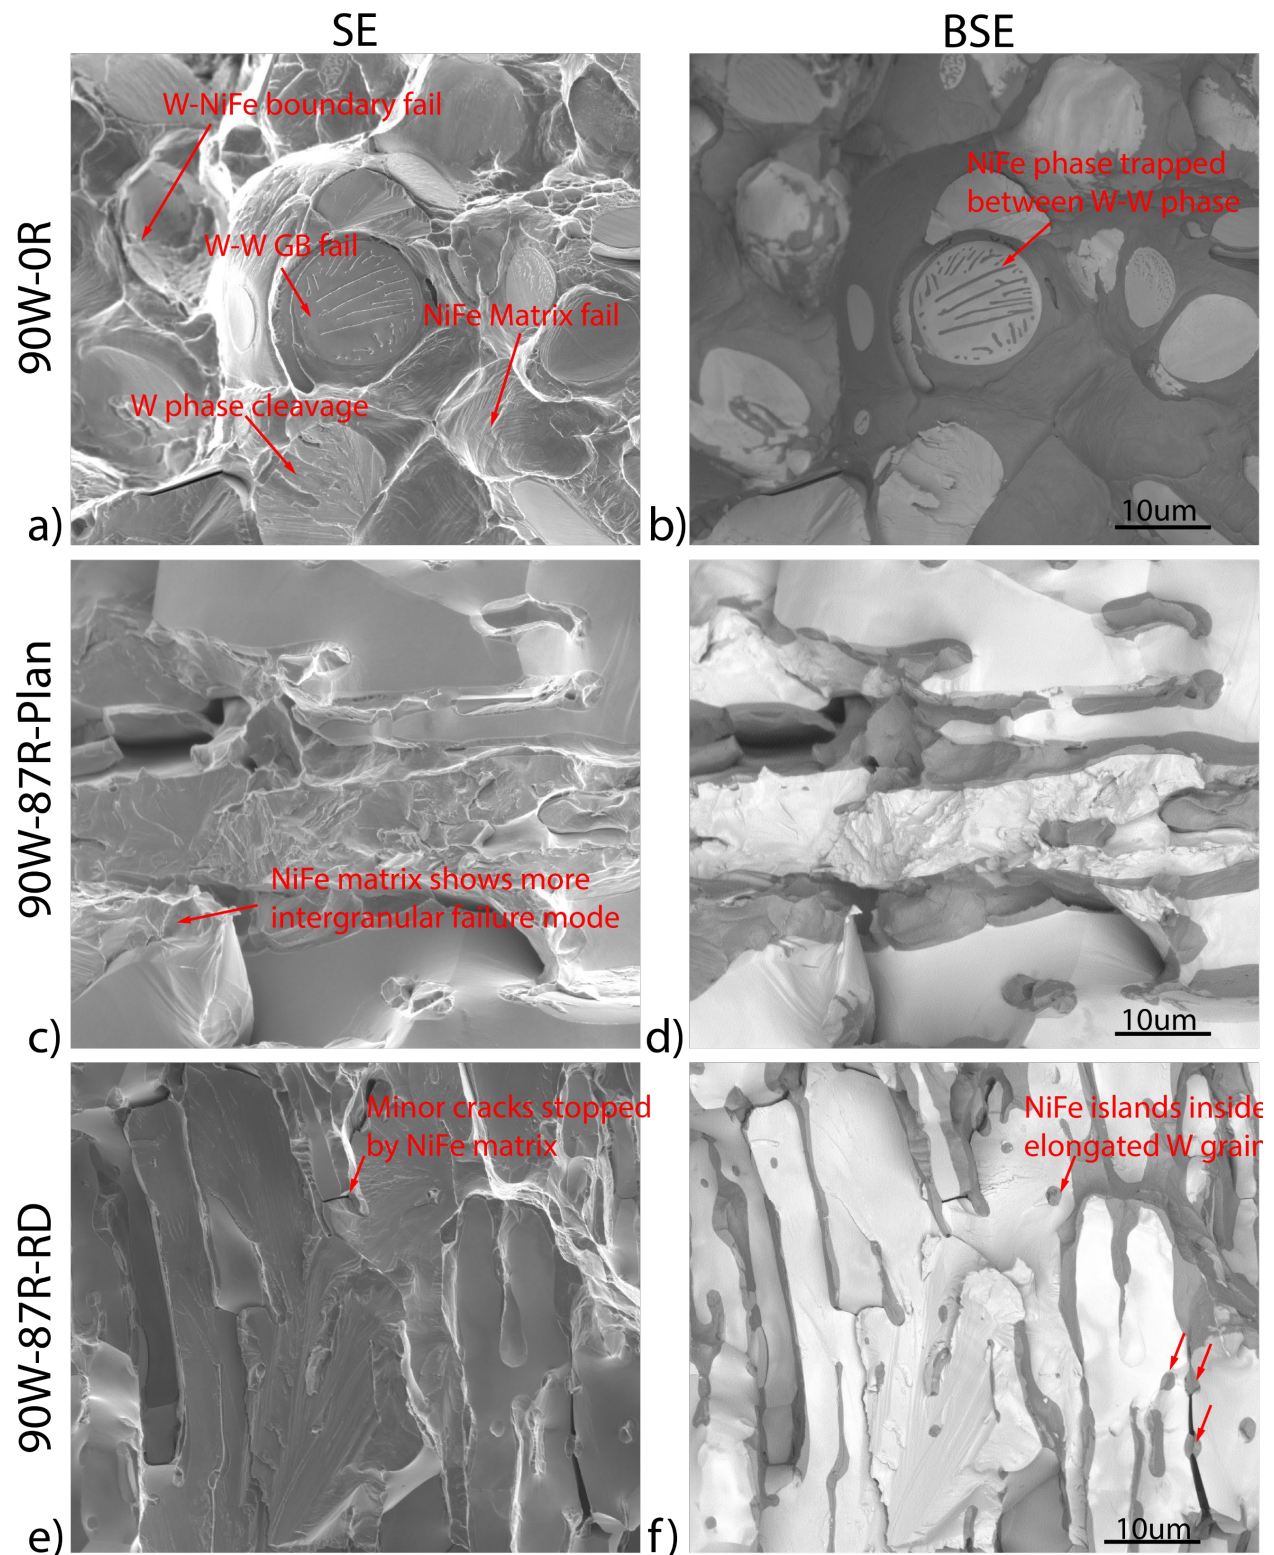 SE
BSE
90W-0R
W-NiFe boundary fail
W-W GB fail
NiFe Matrix fail
W phase cleavage
a)
NiFe phase trapped
between W-W phase
10um
b)
90W-87R-Plan
NiFe matrix shows more
intergranular failure mode
c)
10um
d)
90W-87R-RD
Minor cracks stopped
by NiFe matrix
e)
NiFe islands inside
elongated W grain
10um
f)